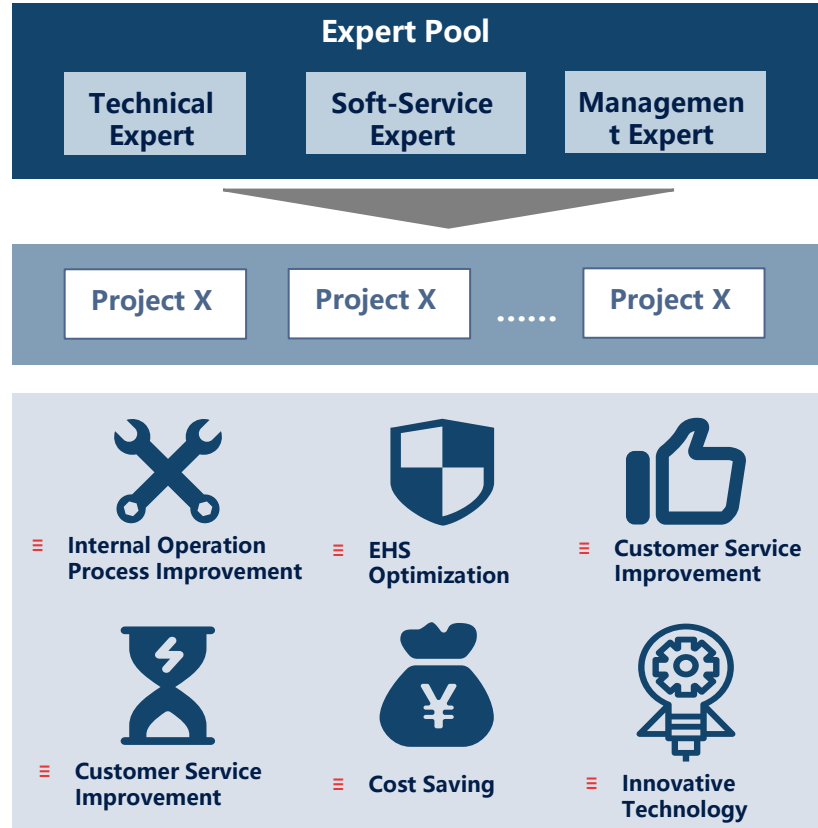 Expert Pool
Technical
Expert
Soft-Service
Expert
Managemen
t Expert
Project X
Project X
......
Project X
Internal Operation
Process Improvement
EHS
Optimization
Customer Service
Improvement
¥
Customer Service
Improvement
Cost Saving
Innovative
Technology